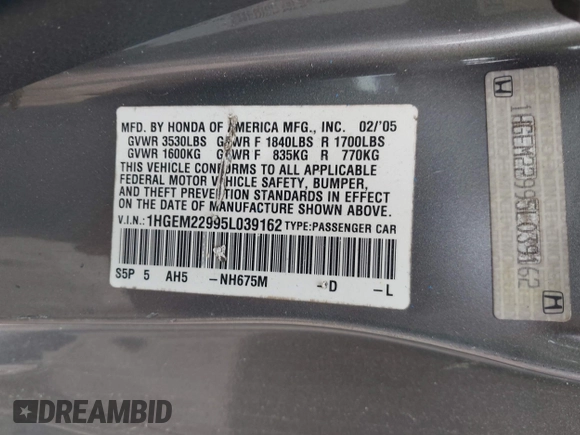 MFD. BY HONDA OF AMERICA MFG., INC. 02/'05
GVWR 3530LBS GAWR F 1840LBS R 1700LBS
GVWR 1600KG GAWR F 835KG R 770KG
THIS VEHICLE CONFORMS TO ALL APPLICABLE
FEDERAL MOTOR VEHICLE SAFETY, BUMPER,
AND THEFT PREVENTION STANDARDS IN EFFECT
ON THE DATE OF MANUFACTURE SHOWN ABOVE.
V.I.N.: 1HGEM22995L039162 TYPE:PASSENGER CAR
S5P 5 AH5 -NH675M -D -L
1HGEM22995L039162
DREAMBID